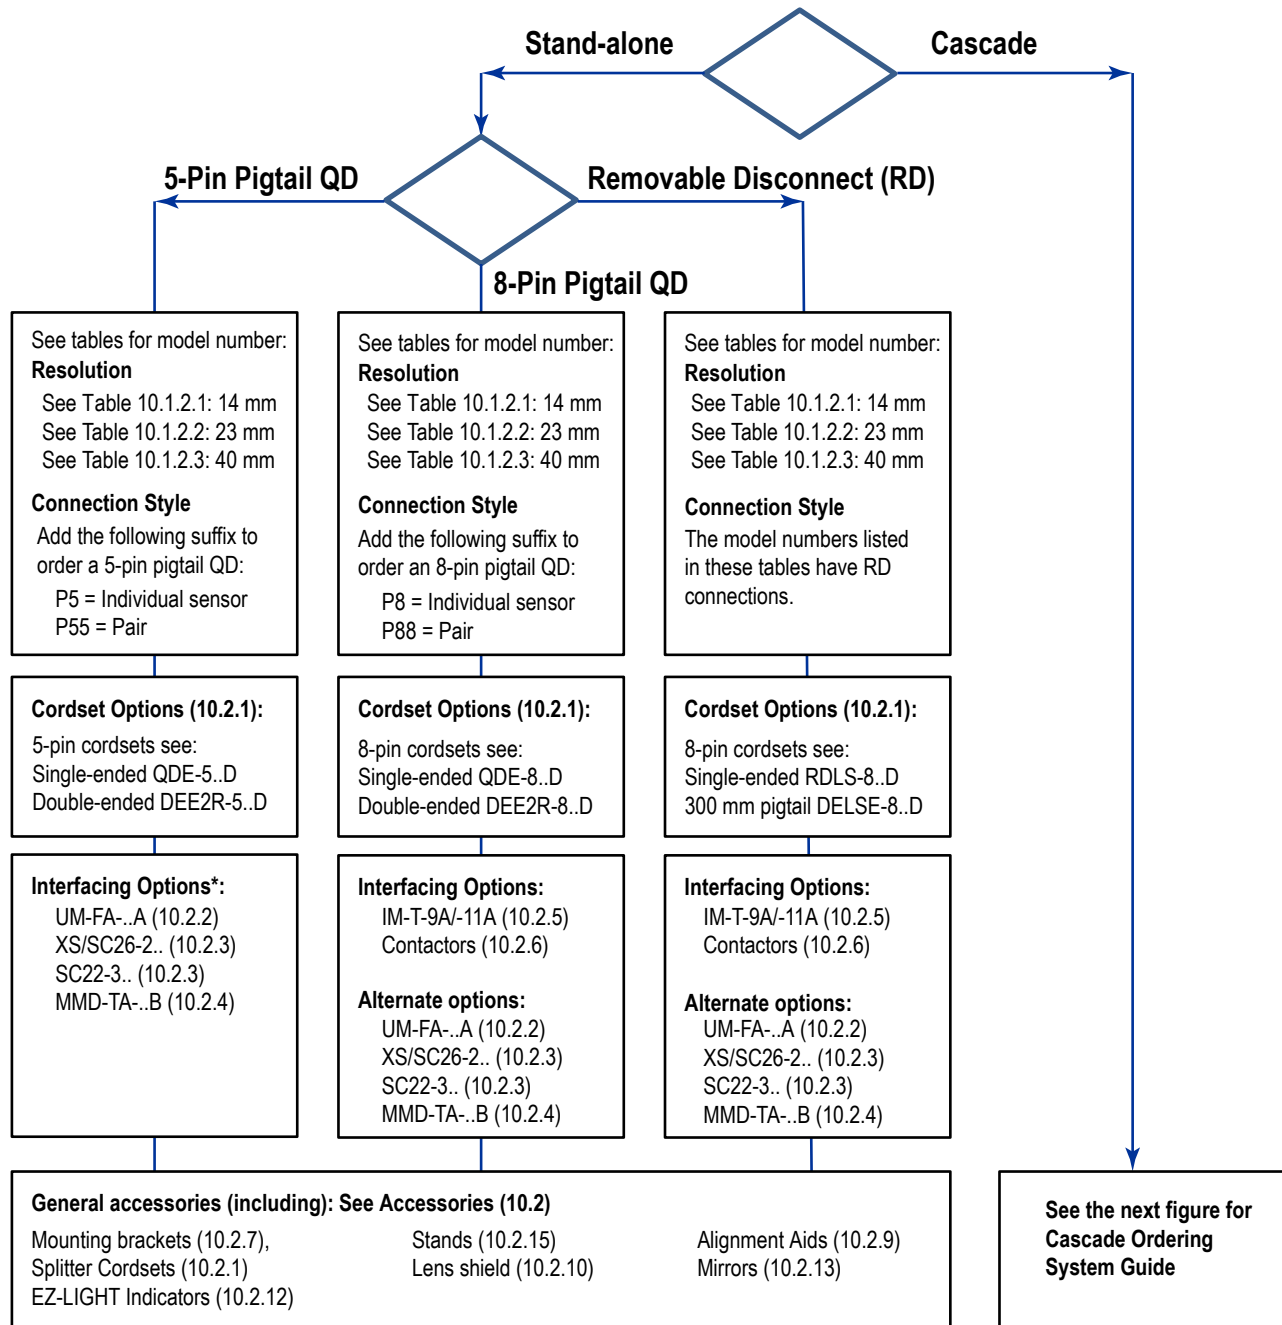 Stand-alone
Cascade
5-Pin Pigtail QD
Removable Disconnect (RD)
8-Pin Pigtail QD
See tables for model number:
Resolution
See Table 10.1.2.1: 14 mm
See Table 10.1.2.2: 23 mm
See Table 10.1.2.3: 40 mm
Connection Style
Add the following suffix to
order a 5-pin pigtail QD:
P5 = Individual sensor
P55 = Pair
See tables for model number:
Resolution
See Table 10.1.2.1: 14 mm
See Table 10.1.2.2: 23 mm
See Table 10.1.2.3: 40 mm
Connection Style
Add the following suffix to
order an 8-pin pigtail QD:
P8 = Individual sensor
P88 = Pair
See tables for model number:
Resolution
See Table 10.1.2.1: 14 mm
See Table 10.1.2.2: 23 mm
See Table 10.1.2.3: 40 mm
Connection Style
The model numbers listed
in these tables have RD
connections.
Cordset Options (10.2.1):
5-pin cordsets see:
Single-ended QDE-5..D
Double-ended DEE2R-5..D
Cordset Options (10.2.1):
8-pin cordsets see:
Single-ended QDE-8..D
Double-ended DEE2R-8..D
Cordset Options (10.2.1):
8-pin cordsets see:
Single-ended RDLS-8..D
300 mm pigtail DELSE-8..D
Interfacing Options*:
UM-FA-..A (10.2.2)
XS/SC26-2.. (10.2.3)
SC22-3.. (10.2.3)
MMD-TA-..B (10.2.4)
Interfacing Options:
IM-T-9A/-11A (10.2.5)
Contactors (10.2.6)
Alternate options:
UM-FA-..A (10.2.2)
XS/SC26-2.. (10.2.3)
SC22-3.. (10.2.3)
MMD-TA-..B (10.2.4)
Interfacing Options:
IM-T-9A/-11A (10.2.5)
Contactors (10.2.6)
Alternate options:
UM-FA-..A (10.2.2)
XS/SC26-2.. (10.2.3)
SC22-3.. (10.2.3)
MMD-TA-..B (10.2.4)
General accessories (including): See Accessories (10.2)
Mounting brackets (10.2.7),
Splitter Cordsets (10.2.1)
EZ-LIGHT Indicators (10.2.12)
Stands (10.2.15)
Lens shield (10.2.10)
Alignment Aids (10.2.9)
Mirrors (10.2.13)
See the next figure for
Cascade Ordering
System Guide